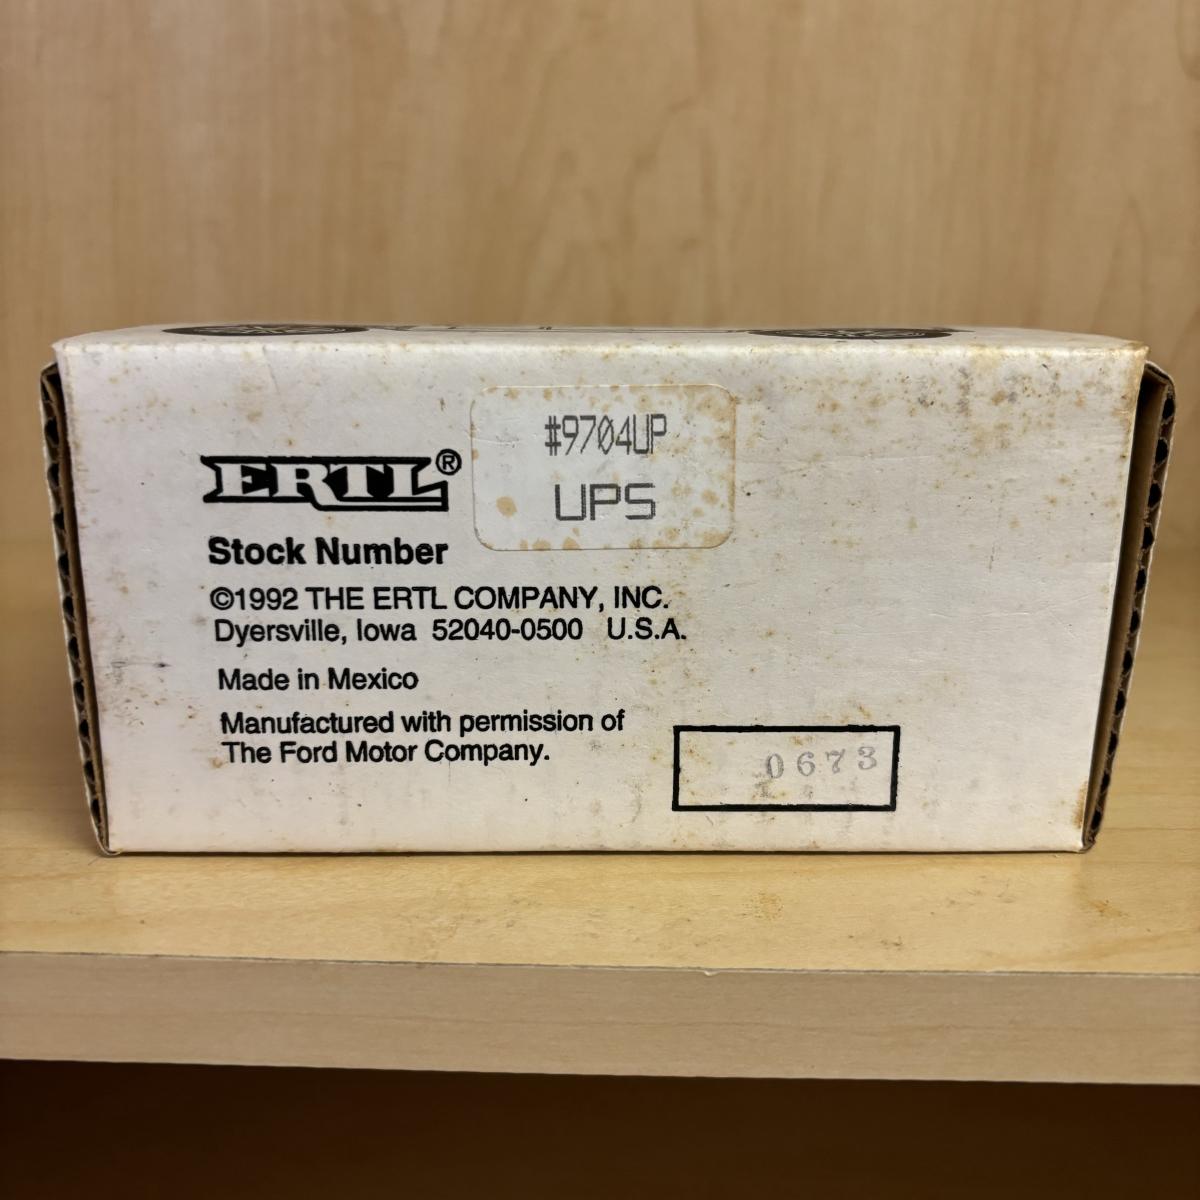 #9704UP
UPS
ERTL®
Stock Number
©1992 THE ERTL COMPANY, INC.
Dyersville, Iowa 52040-0500 U.S.A.
Made in Mexico
Manufactured with permission of
The Ford Motor Company.
0673